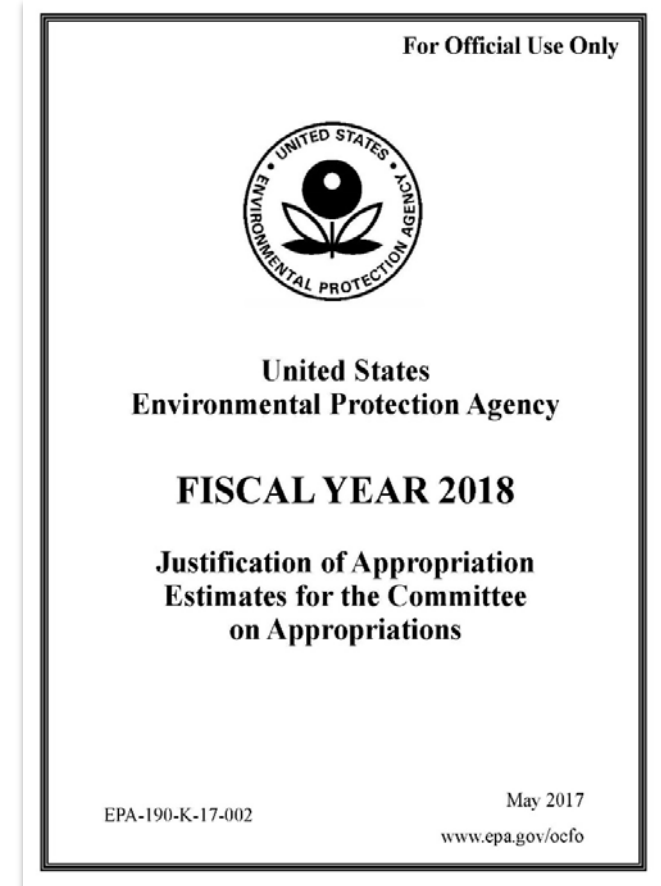 For Official Use Only
UNITED STATES
ENVIRONMENTAL PROTECTION AGENCY
United States
Environmental Protection Agency
FISCAL YEAR 2018
Justification of Appropriation
Estimates for the Committee
on Appropriations
EPA-190-K-17-002
May 2017
www.epa.gov/ocfo